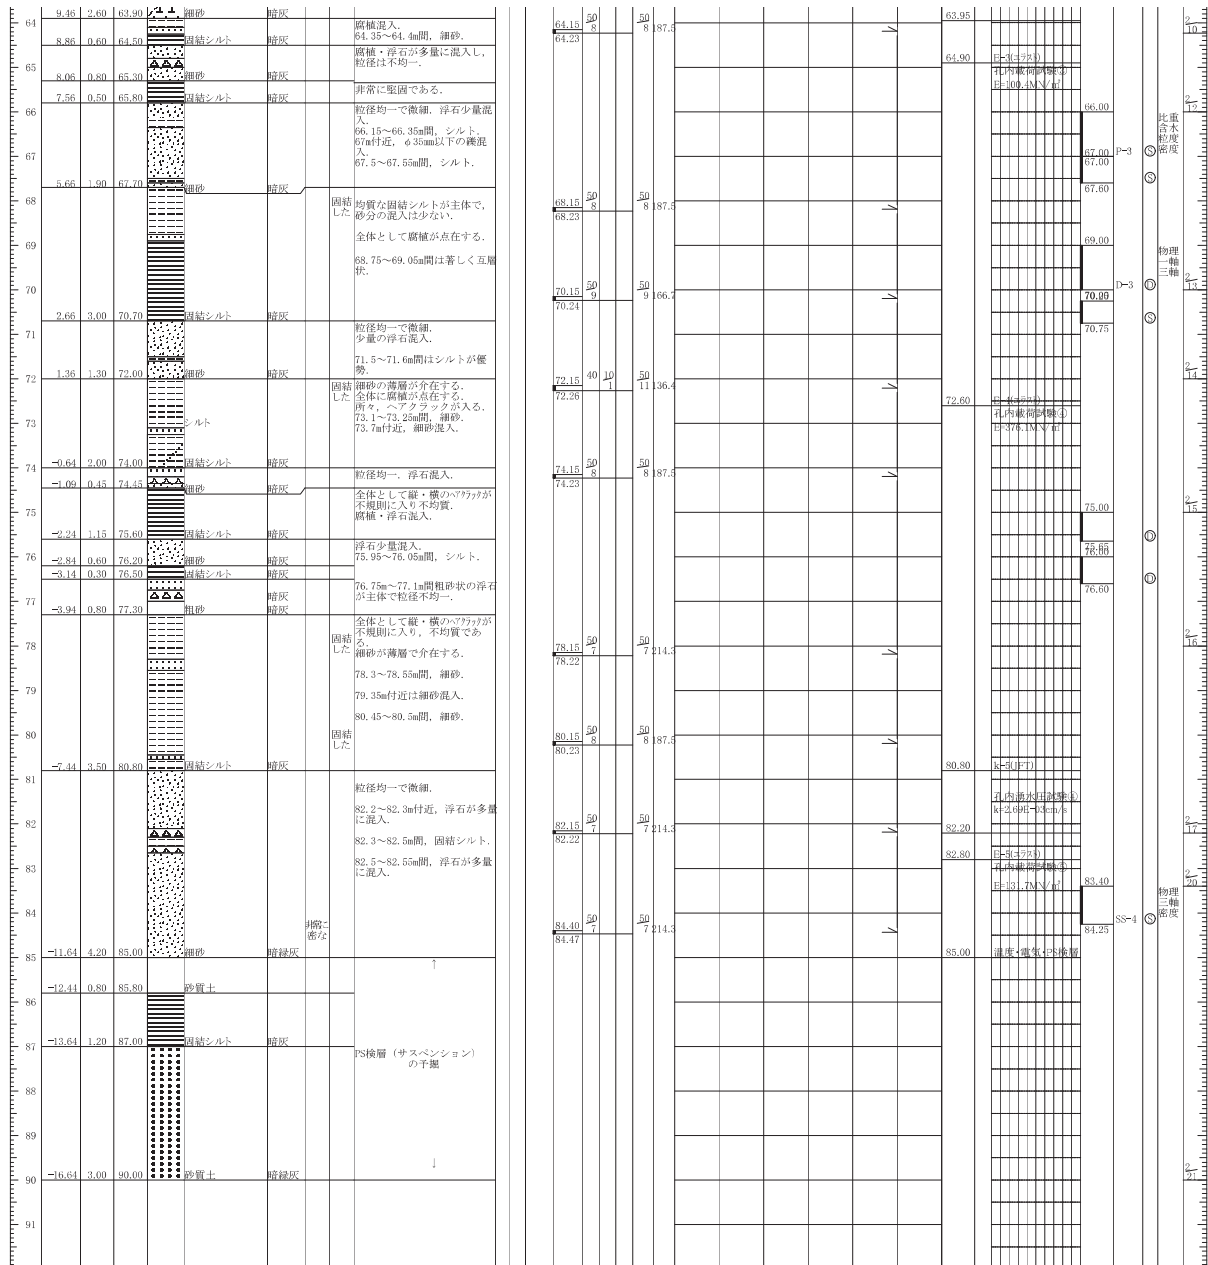 9.46 2.60 63.90 細砂 暗灰
64
腐植混入.
64.35～64.4m間, 細砂.
8.86 0.60 64.50 固結シルト 暗灰
腐植・浮石が多量に混入し,
粒径は不均一.
65
8.06 0.80 65.30 細砂 暗灰
非常に堅固である.
7.56 0.50 65.80 固結シルト 暗灰
66
粒径均一で微細. 浮石少量混
入.
66.15～66.35m間, シルト.
67m付近, φ35mm以下の礫混
入.
67.5～67.55m間, シルト.
67
5.66 1.90 67.70 細砂 暗灰
68
固結
した
均質な固結シルトが主体で,
砂分の混入は少ない.
全体として腐植が点在する.
69
68.75～69.05m間は著しく互層
状.
70
2.66 3.00 70.70 固結シルト 暗灰
粒径均一で微細.
少量の浮石混入.
71
71.5～71.6m間はシルトが優
勢.
1.36 1.30 72.00 細砂 暗灰
72
固結
した
細砂の薄層が介在する.
全体に腐植が点在する.
所々, ヘアクラックが入る.
73.1～73.25m間, 細砂.
73.7m付近, 細砂混入.
シルト
73
-0.64 2.00 74.00 固結シルト 暗灰
74
粒径均一. 浮石混入.
-1.09 0.45 74.45 細砂 暗灰
全体として縦・横のヘアクラックが
不規則に入り不均質.
腐植・浮石混入.
75
-2.24 1.15 75.60 固結シルト 暗灰
浮石少量混入.
75.95～76.05m間, シルト.
76
-2.84 0.60 76.20 細砂 暗灰
-3.14 0.30 76.50 固結シルト 暗灰
76.75m～77.1m間粗砂状の浮石
が主体で粒径不均一.
暗灰
77
-3.94 0.80 77.30 粗砂 暗灰
全体として縦・横のヘアクラックが
不規則に入り, 不均質であ
る.
細砂が薄層で介在する.
固結
した
78
78.3～78.55m間, 細砂.
79
79.35m付近は細砂混入.
80.45～80.5m間, 細砂.
80
固結
した
-7.44 3.50 80.80 固結シルト 暗灰
81
粒径均一で微細.
82.2～82.3m付近, 浮石が多量
に混入.
82
82.3～82.5m間, 固結シルト.
82.5～82.55m間, 浮石が多量
に混入.
83
84
非常に
密な
-11.64 4.20 85.00 細砂 暗緑灰
85
↑
-12.44 0.80 85.80 砂質土
86
-13.64 1.20 87.00 固結シルト 暗灰
87
PS検層 (サスペンション)
の予掘
88
89
↓
-16.64 3.00 90.00 砂質土 暗緑灰
90
91
64.15 50 8 50 8 187.5
64.23
68.15 50 8 50 8 187.5
68.23
70.15 50 9 50 9 166.7
70.24
72.15 40 10 1 50 11 136.4
72.26
74.15 50 8 50 8 187.5
74.23
78.15 50 7 50 7 214.3
78.22
80.15 50 8 50 8 187.5
80.23
82.15 50 7 50 7 214.3
82.22
84.40 50 7 50 7 214.3
84.47
63.95
64.90 E-3(エラスト)
孔内載荷試験③
E=100.4MN/㎡
72.60 E-4(エラスト)
孔内載荷試験④
E=376.1MN/㎡
80.80 k-5(JFT)
孔内湧水圧試験
k=2.69E-03cm/s
82.20
82.80 E-5(エラスト)
孔内載荷試験⑤
E=131.7MN/㎡
85.00 温度・電気・PS検層
66.00
67.00 P-3 Ⓢ
67.00
Ⓢ
67.60
69.00
D-3 Ⓓ
Ⓢ
70.75
75.00
Ⓓ
76.00
Ⓓ
76.60
83.40
SS-4 Ⓢ
84.25
比重
含水
粒度
密度
物理
一軸
三軸
物理
三軸
密度
2
10
2
12
2
13
2
14
2
15
2
16
2
17
2
20
2
21